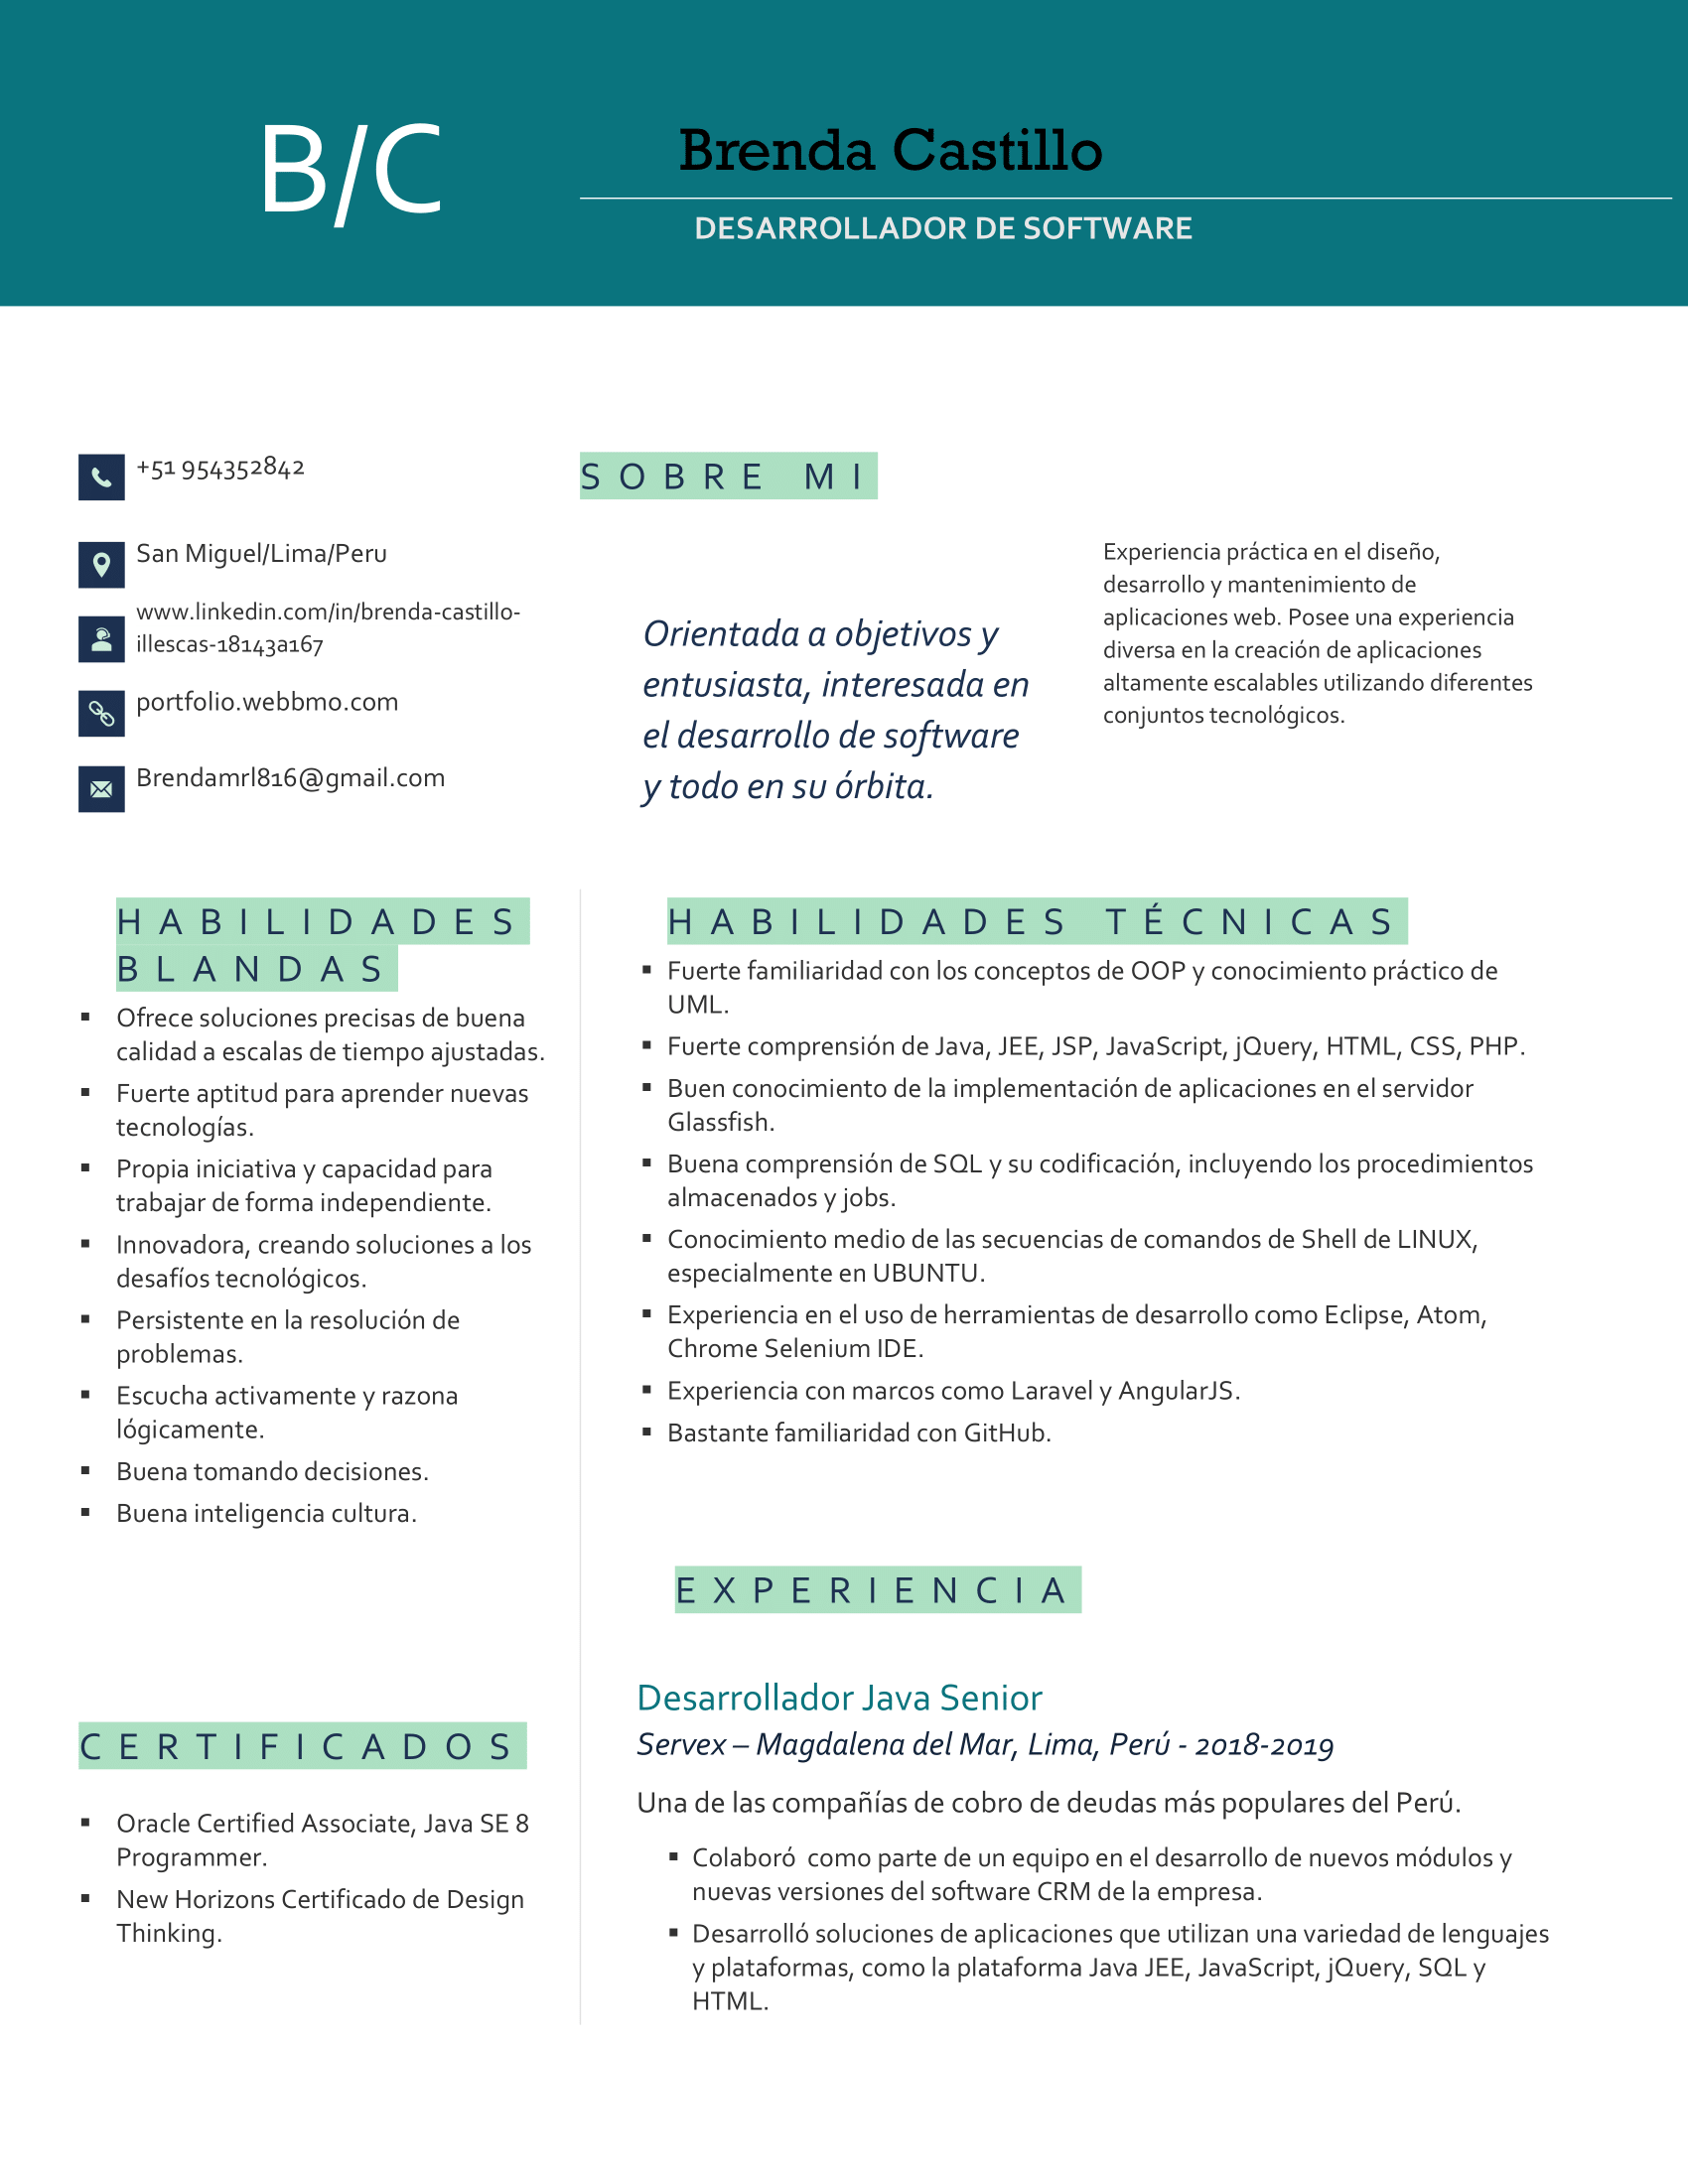 B/C
Brenda Castillo
DESARROLLADOR DE SOFTWARE
+51 954352842
San Miguel/Lima/Peru
www.linkedin.com/in/brenda-castillo-
illescas-18143a167
portfolio.webbmo.com
Brendamrl816@gmail.com
SOBRE MI
Orientada a objetivos y
entusiasta, interesada en
el desarrollo de software
y todo en su órbita.
Experiencia práctica en el diseño,
desarrollo y mantenimiento de
aplicaciones web. Posee una experiencia
diversa en la creación de aplicaciones
altamente escalables utilizando diferentes
conjuntos tecnológicos.
HABILIDADES
BLANDAS
▪ Ofrece soluciones precisas de buena
calidad a escalas de tiempo ajustadas.
▪ Fuerte aptitud para aprender nuevas
tecnologías.
▪ Propia iniciativa y capacidad para
trabajar de forma independiente.
▪ Innovadora, creando soluciones a los
desafíos tecnológicos.
▪ Persistente en la resolución de
problemas.
▪ Escucha activamente y razona
lógicamente.
▪ Buena tomando decisiones.
▪ Buena inteligencia cultura.
CERTIFICADOS
▪ Oracle Certified Associate, Java SE 8
Programmer.
▪ New Horizons Certificado de Design
Thinking.
HABILIDADES TÉCNICAS
▪ Fuerte familiaridad con los conceptos de OOP y conocimiento práctico de
UML.
▪ Fuerte comprensión de Java, JEE, JSP, JavaScript, jQuery, HTML, CSS, PHP.
▪ Buen conocimiento de la implementación de aplicaciones en el servidor
Glassfish.
▪ Buena comprensión de SQL y su codificación, incluyendo los procedimientos
almacenados y jobs.
▪ Conocimiento medio de las secuencias de comandos de Shell de LINUX,
especialmente en UBUNTU.
▪ Experiencia en el uso de herramientas de desarrollo como Eclipse, Atom,
Chrome Selenium IDE.
▪ Experiencia con marcos como Laravel y AngularJS.
▪ Bastante familiaridad con GitHub.
EXPERIENCIA
Desarrollador Java Senior
Servex – Magdalena del Mar, Lima, Perú - 2018-2019
Una de las compañías de cobro de deudas más populares del Perú.
▪ Colaboró como parte de un equipo en el desarrollo de nuevos módulos y
nuevas versiones del software CRM de la empresa.
▪ Desarrolló soluciones de aplicaciones que utilizan una variedad de lenguajes
y plataformas, como la plataforma Java JEE, JavaScript, jQuery, SQL y
HTML.